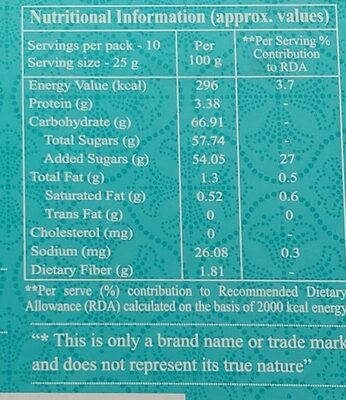 Nutritional Information (approx. values)
Servings per pack - 10
Serving size - 25 g
Per
100 g
**Per Serving %
Contribution
to RDA
Energy Value (kcal) 296 3.7
Protein (g) 3.38 -
Carbohydrate (g) 66.91 -
Total Sugars (g) 57.74 -
Added Sugars (g) 54.05 27
Total Fat (g) 1.3 0.5
Saturated Fat (g) 0.52 0.6
Trans Fat (g) 0 0
Cholesterol (mg) 0 -
Sodium (mg) 26.08 0.3
Dietary Fiber (g) 1.81 -
**Per serve (%) contribution to Recommended Dietary
Allowance (RDA) calculated on the basis of 2000 kcal energy
"* This is only a brand name or trade mark
and does not represent its true nature"